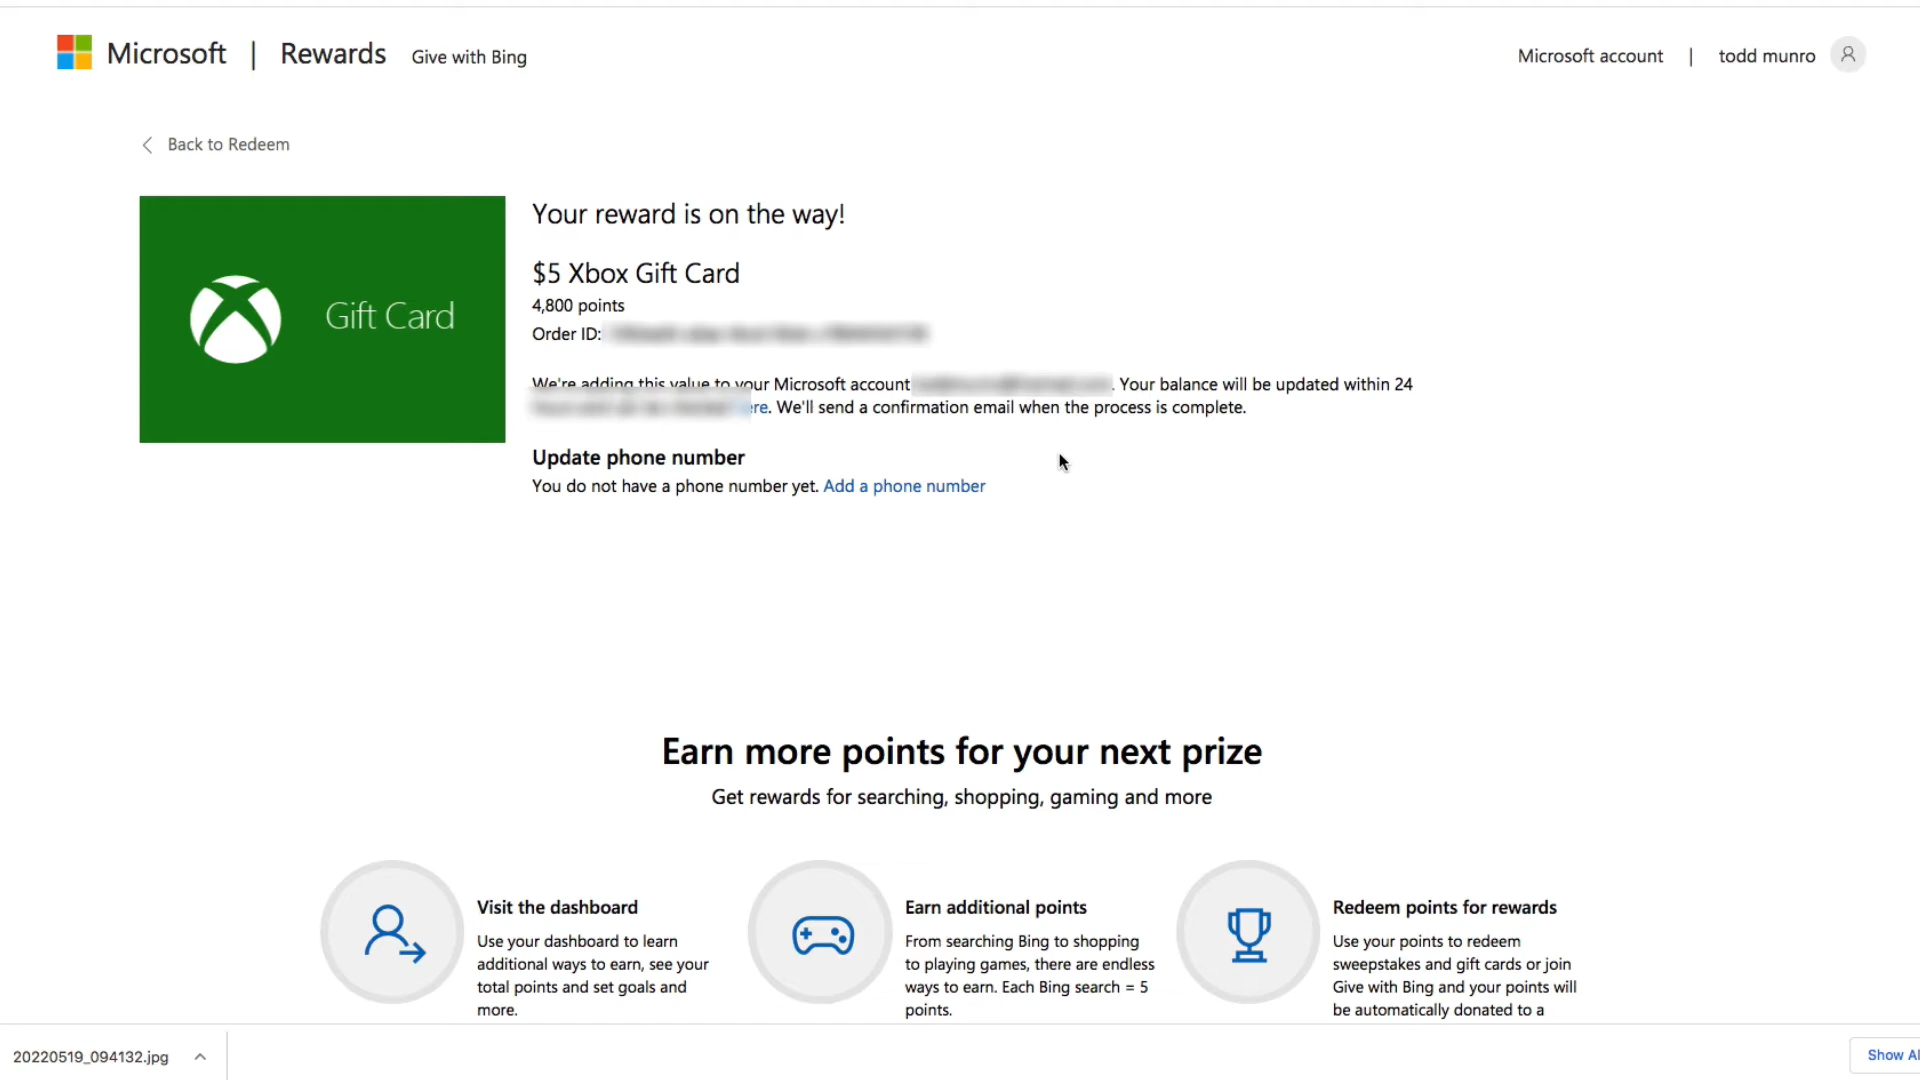 Microsoft | Rewards Give with Bing
Microsoft account | todd munro
Back to Redeem
Gift Card
Your reward is on the way!
$5 Xbox Gift Card
4,800 points
Order ID:
We're adding this value to your Microsoft account . Your balance will be updated within 24
. We'll send a confirmation email when the process is complete.
Update phone number
You do not have a phone number yet. Add a phone number
Earn more points for your next prize
Get rewards for searching, shopping, gaming and more
Visit the dashboard
Use your dashboard to learn
additional ways to earn, see your
total points and set goals and
more.
Earn additional points
From searching Bing to shopping
to playing games, there are endless
ways to earn. Each Bing search = 5
points.
Redeem points for rewards
Use your points to redeem
sweepstakes and gift cards or join
Give with Bing and your points will
be automatically donated to a
20220519_094132.jpg
Show Al